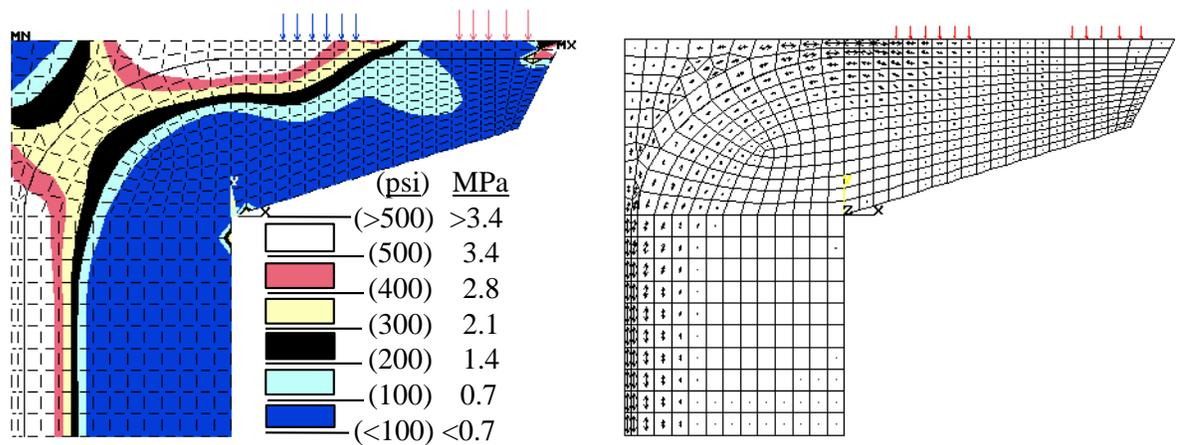 MN
MX
Y
X
(psi) MPa
(>500) >3.4
(500) 3.4
(400) 2.8
(300) 2.1
(200) 1.4
(100) 0.7
(<100) <0.7
Y
Z X